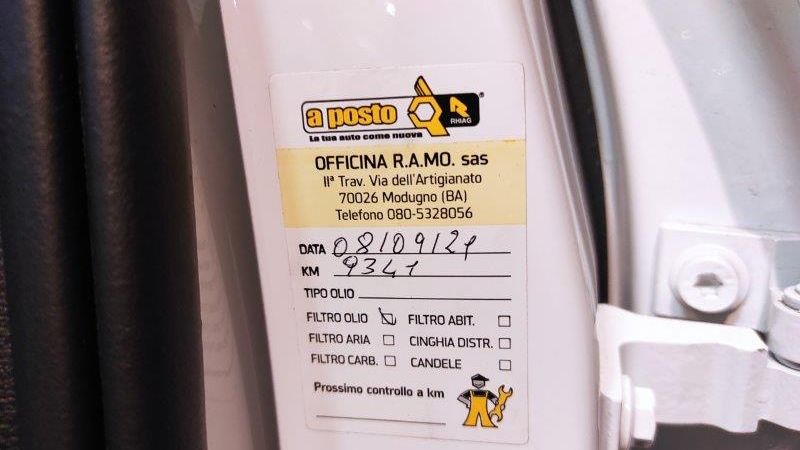 a posto
RHIAG
La tua auto come nuova
OFFICINA R.A.MO. sas
IIª Trav. Via dell'Artigianato
70026 Modugno (BA)
Telefono 080-5328056
DATA 08/09/21
KM 9341
TIPO OLIO
FILTRO OLIO FILTRO ABIT.
FILTRO ARIA CINGHIA DISTR.
FILTRO CARB. CANDELE
Prossimo controllo a km